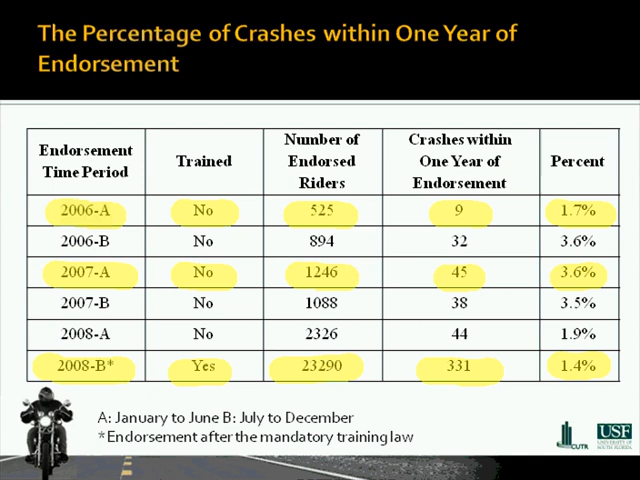 The Percentage of Crashes within One Year of
Endorsement
Endorsement
Time Period
Trained
Number of
Endorsed
Riders
Crashes within
One Year of
Endorsement
Percent
2006-A No 525 9 1.7%
2006-B No 894 32 3.6%
2007-A No 1246 45 3.6%
2007-B No 1088 38 3.5%
2008-A No 2326 44 1.9%
2008-B* Yes 23290 331 1.4%
A: January to June B: July to December
*Endorsement after the mandatory training law
CUTR
USF
UNIVERSITY OF
SOUTH FLORIDA